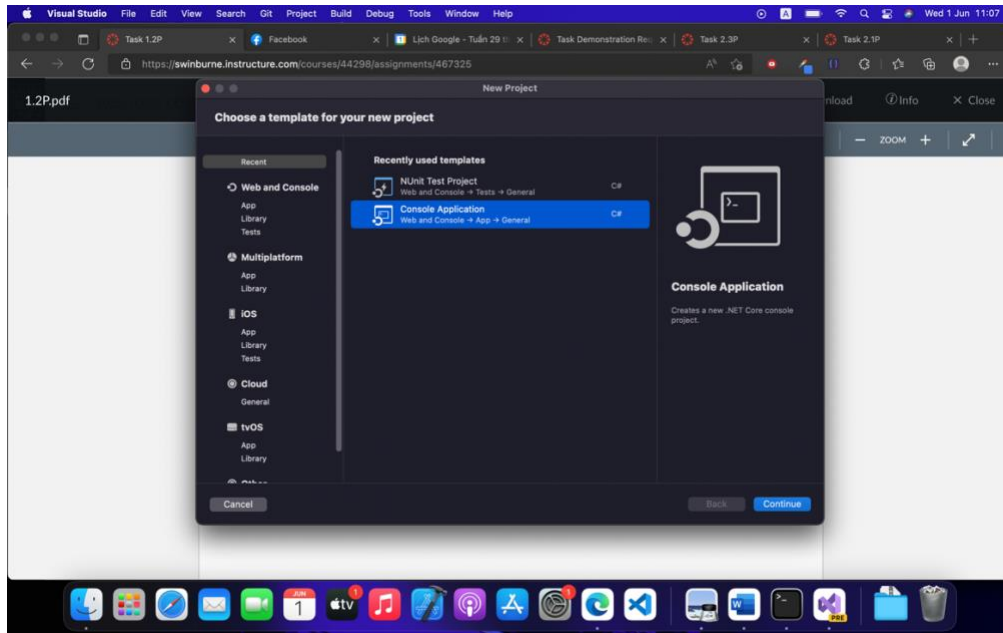 Visual Studio File Edit View Search Git Project Build Debug Tools Window Help Wed 1 Jun 11:07
Task 1.2P Facebook Lịch Google - Tuần 29 Task Demonstration Req Task 2.3P Task 2.1P
https://swinburne.instructure.com/courses/44298/assignments/467325
1.2P.pdf nload Info Close
ZOOM
New Project
Choose a template for your new project
Recent
Web and Console
App
Library
Tests
Multiplatform
App
Library
iOS
App
Library
Tests
Cloud
General
tvOS
App
Library
Other
Recently used templates
NUnit Test Project C#
Web and Console → Tests → General
Console Application C#
Web and Console → App → General
Console Application
Creates a new .NET Core console
project.
Cancel Back Continue
JUN
1
tv
1
1
PRE